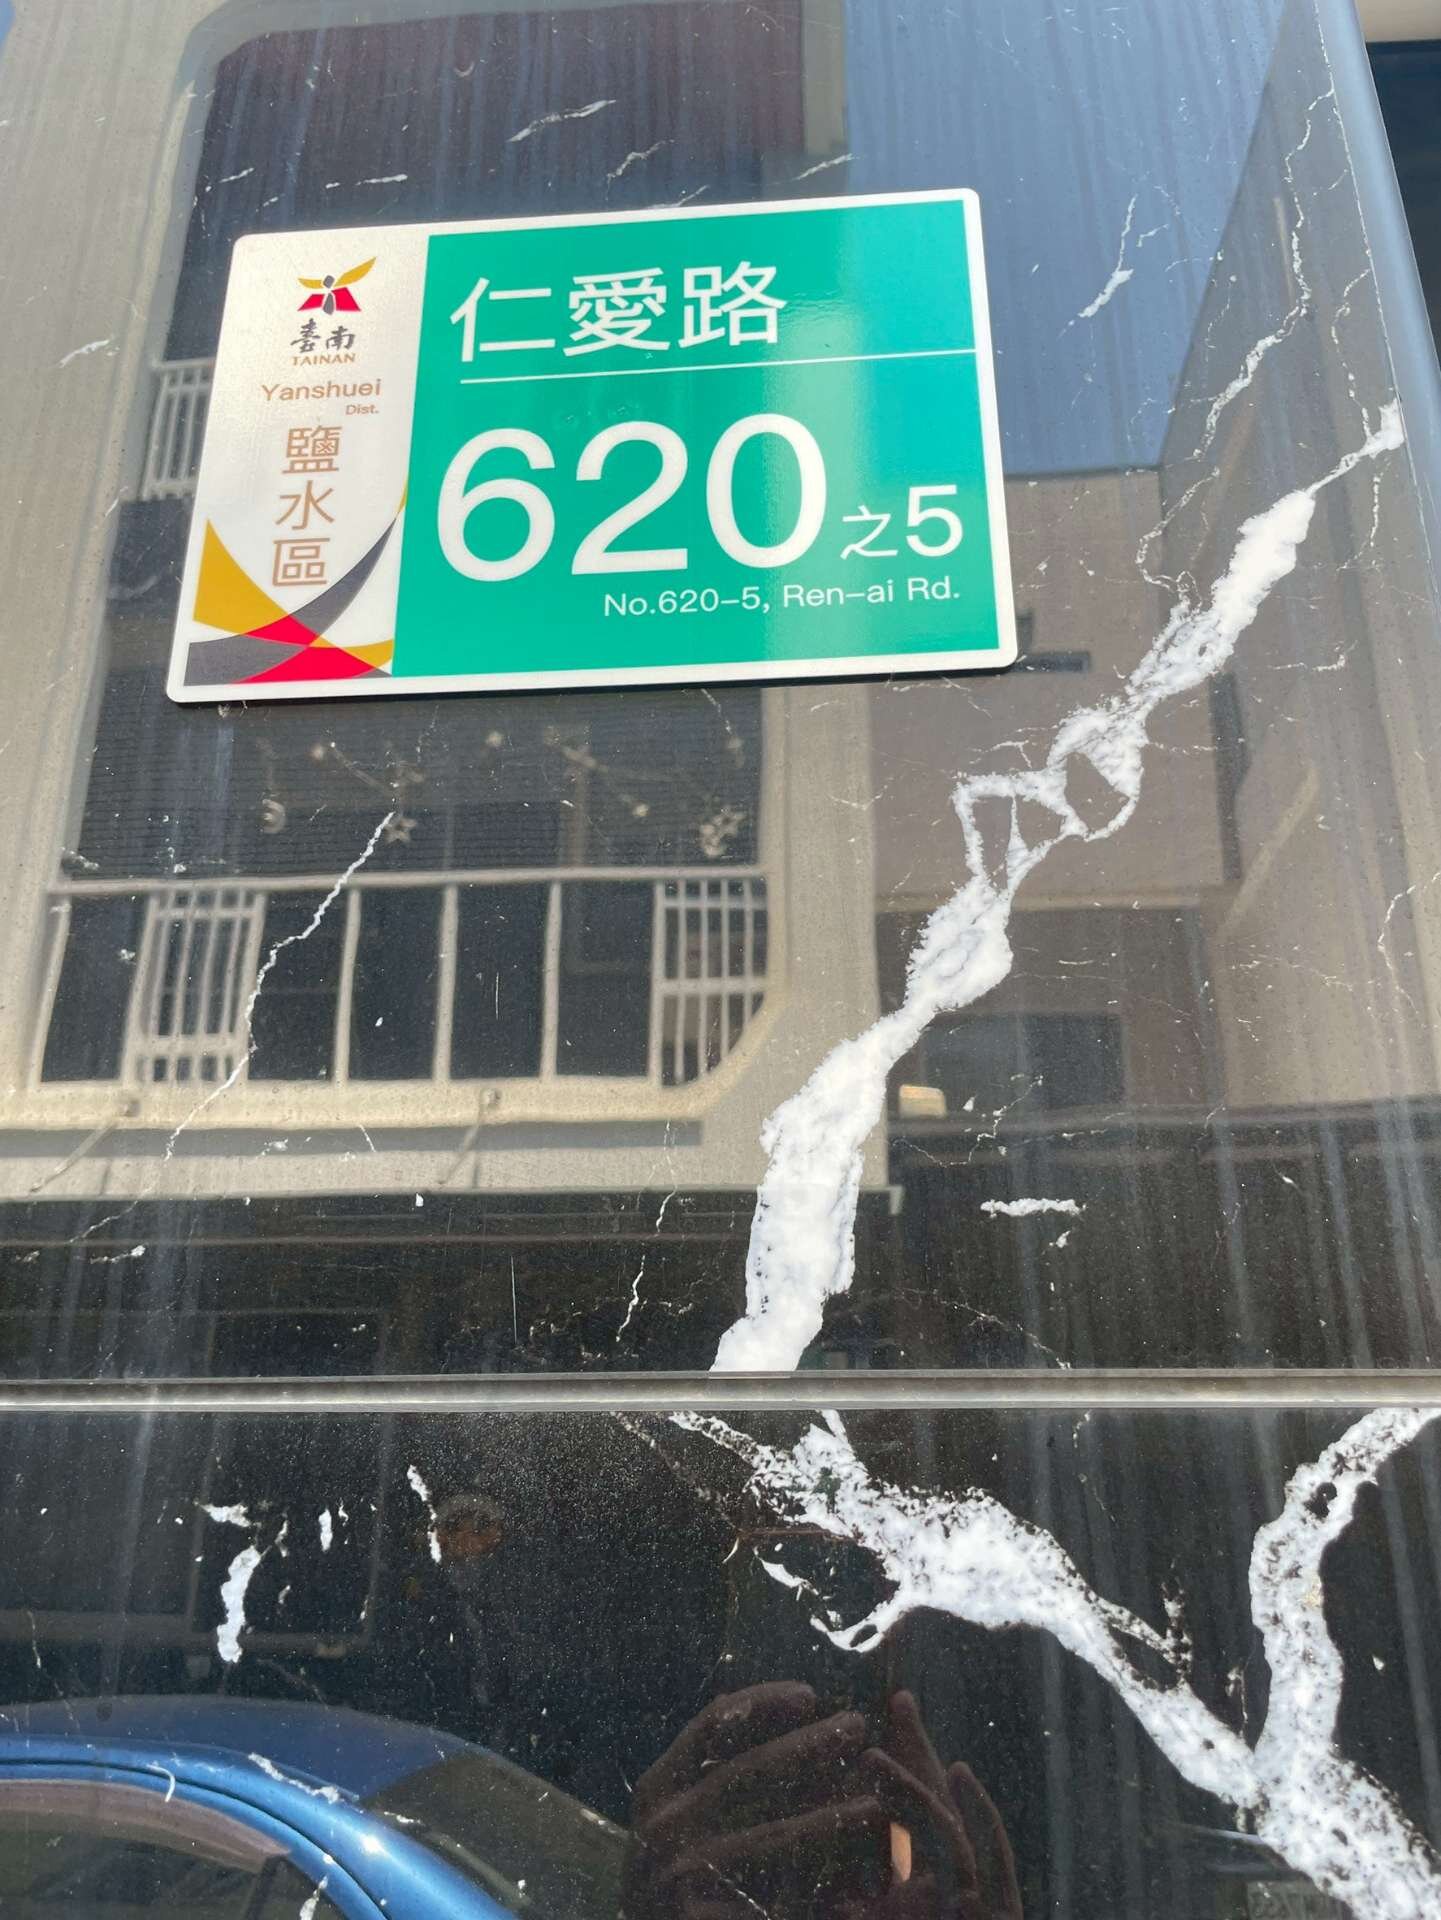 臺南
TAINAN
Yanshuei
Dist.
鹽水區
仁愛路
620之5
No.620-5, Ren-ai Rd.